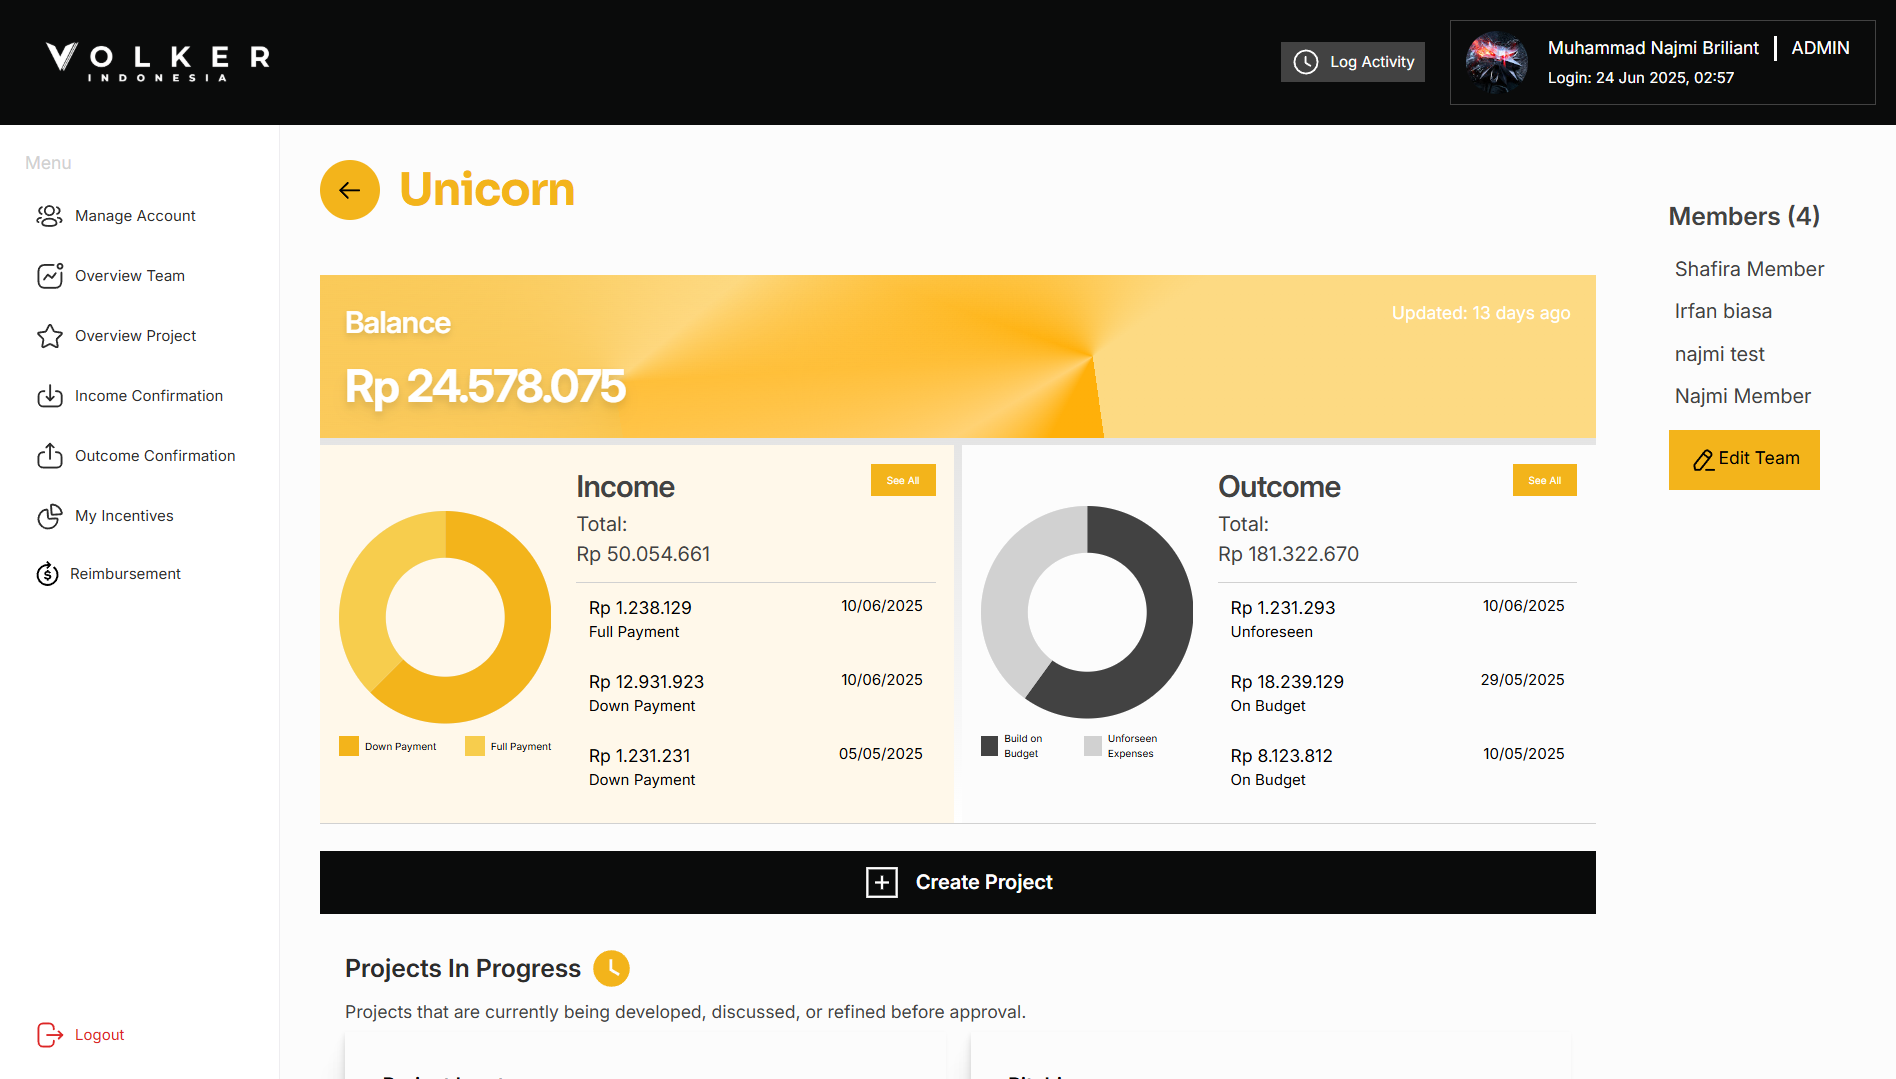 VOLKER
INDONESIA
Log Activity
Muhammad Najmi Briliant | ADMIN
Login: 24 Jun 2025, 02:57
Menu
Manage Account
Overview Team
Overview Project
Income Confirmation
Outcome Confirmation
My Incentives
Reimbursement
Logout
Unicorn
Balance
Updated: 13 days ago
Rp 24.578.075
Income
See All
Total:
Rp 50.054.661
Rp 1.238.129
10/06/2025
Full Payment
Rp 12.931.923
10/06/2025
Down Payment
Rp 1.231.231
05/05/2025
Down Payment
Down Payment
Full Payment
Outcome
See All
Total:
Rp 181.322.670
Rp 1.231.293
10/06/2025
Unforeseen
Rp 18.239.129
29/05/2025
On Budget
Rp 8.123.812
10/05/2025
On Budget
Build on
Budget
Unforseen
Expenses
Create Project
Projects In Progress
Projects that are currently being developed, discussed, or refined before approval.
Members (4)
Shafira Member
Irfan biasa
najmi test
Najmi Member
Edit Team